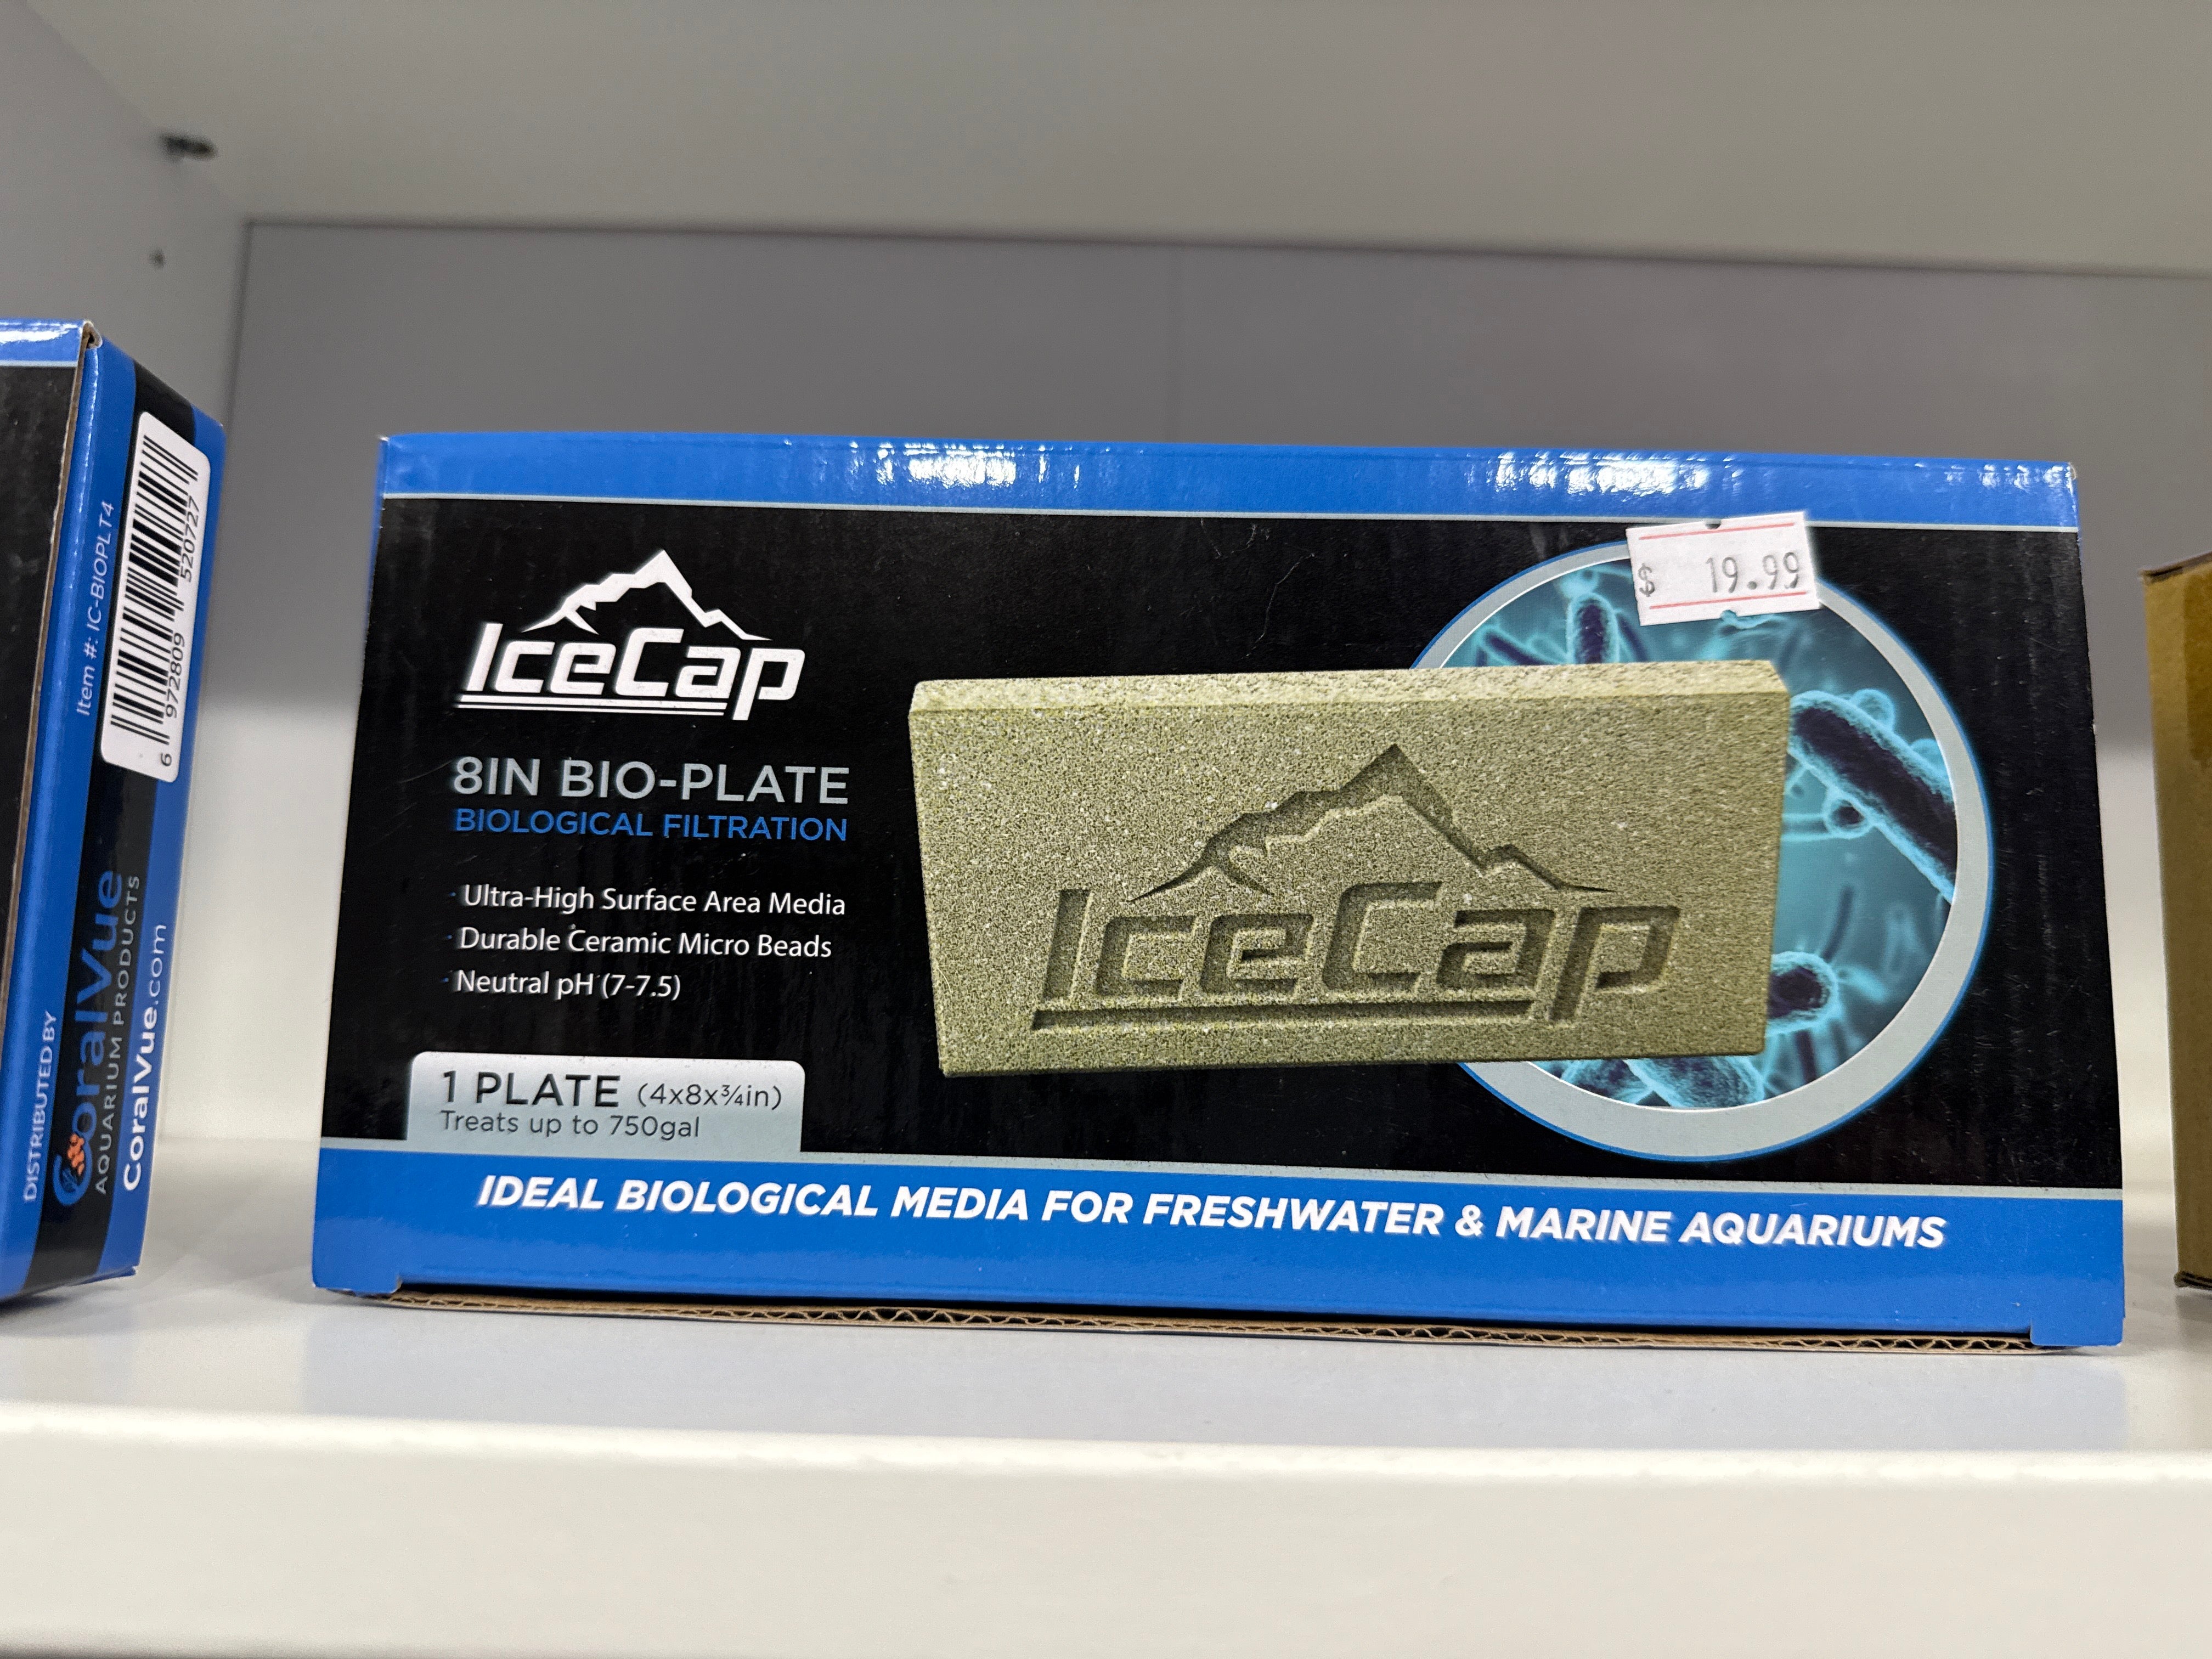 Item #: IC-BIOPLT4
6 972809 520727
DISTRIBUTED BY
CoralVue
AQUARIUM PRODUCTS
CoralVue.com
IceCap
8IN BIO-PLATE
BIOLOGICAL FILTRATION
· Ultra-High Surface Area Media
· Durable Ceramic Micro Beads
· Neutral pH (7-7.5)
1 PLATE (4x8x¾in)
Treats up to 750gal
$ 19.99
IceCap
IDEAL BIOLOGICAL MEDIA FOR FRESHWATER & MARINE AQUARIUMS